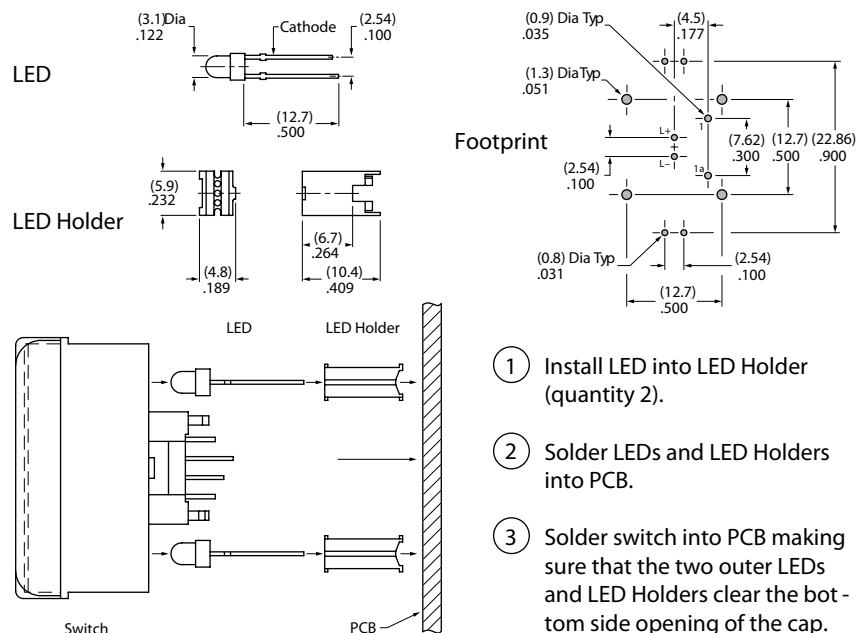 (3.1)Dia
.122
Cathode
(2.54)
.100
LED
(12.7)
.500
(5.9)
.232
LED Holder
(6.7)
.264
(4.8)
.189
(10.4)
.409
(0.9) Dia Typ
.035
(4.5)
.177
(1.3) DiaTyp
.051
Footprint
1
L+
L–
1a
(7.62)
.300
(12.7)
.500
(22.86)
.900
(2.54)
.100
(0.8) Dia Typ
.031
(2.54)
.100
(12.7)
.500
LED
LED Holder
Switch
PCB
1 Install LED into LED Holder
(quantity 2).
2 Solder LEDs and LED Holders
into PCB.
3 Solder switch into PCB making
sure that the two outer LEDs
and LED Holders clear the bot -
tom side opening of the cap.